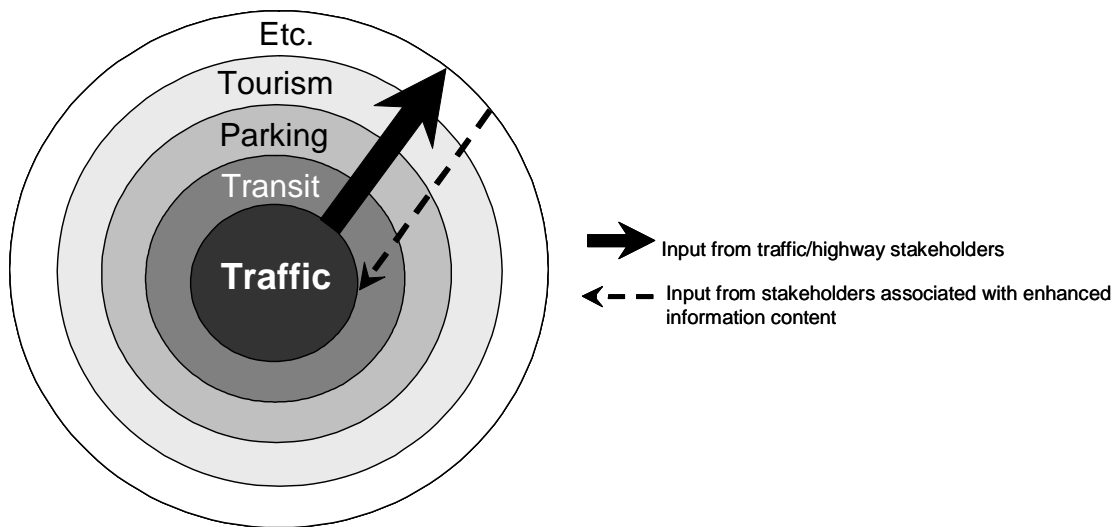 Etc.
Tourism
Parking
Transit
Traffic
Input from traffic/highway stakeholders
Input from stakeholders associated with enhanced
information content